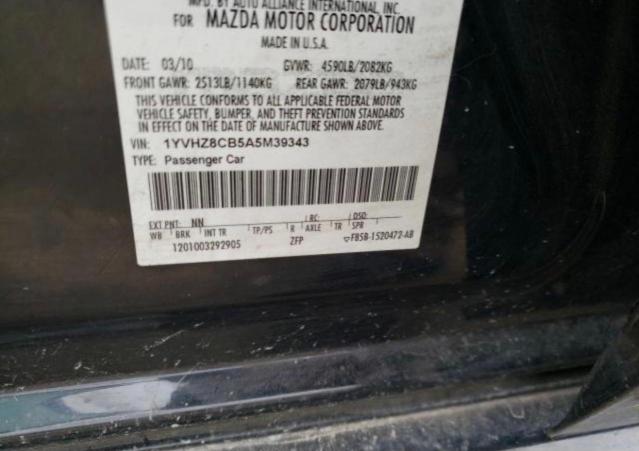 MFD. BY AUTO ALLIANCE INTERNATIONAL, INC.
FOR MAZDA MOTOR CORPORATION
MADE IN U.S.A.
DATE: 03/10 GVWR: 4590LB/2082KG
FRONT GAWR: 2513LB/1140KG REAR GAWR: 2079LB/943KG
THIS VEHICLE CONFORMS TO ALL APPLICABLE FEDERAL MOTOR
VEHICLE SAFETY, BUMPER, AND THEFT PREVENTION STANDARDS
IN EFFECT ON THE DATE OF MANUFACTURE SHOWN ABOVE.
VIN: 1YVHZ8CB5A5M39343
TYPE: Passenger Car
EXT PNT: NN RC: DSO:
WB BRK INT TR TP/PS R AXLE TR SPR
1201003292905 ZFP F85B-1520472-AB